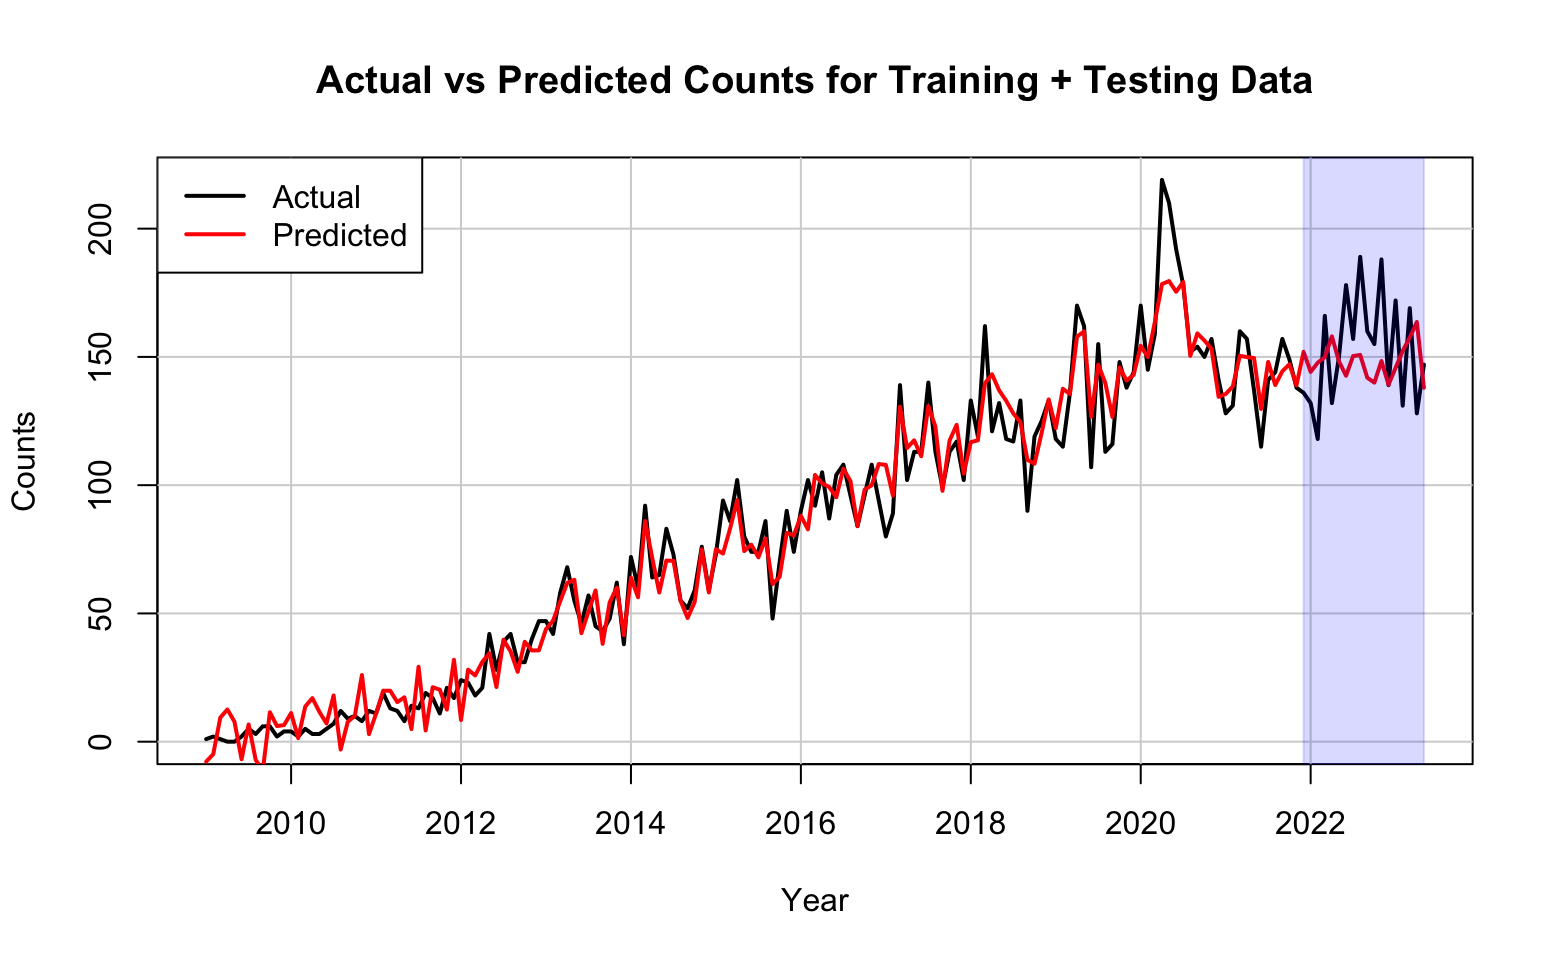 Actual vs Predicted Counts for Training + Testing Data
Actual
Predicted
Counts
200
150
100
50
0
2010 2012 2014 2016 2018 2020 2022
Year